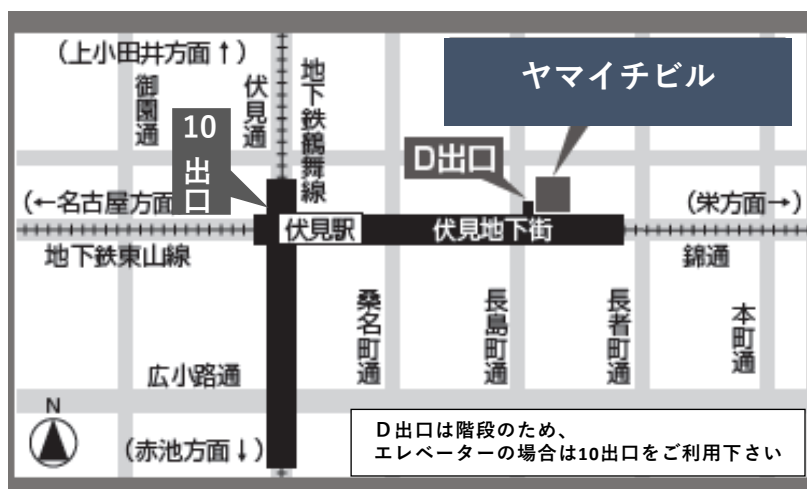 (上小田井方面↑)
ヤマイチビル
御園通
伏見通
地下鉄鶴舞線
10
出
口
D出口
(←名古屋方面
(栄方面→)
伏見駅
伏見地下街
地下鉄東山線
錦通
桑名町通
長島町通
長者町通
本町通
広小路通
N
(赤池方面↓)
D出口は階段のため、
エレベーターの場合は10出口をご利用下さい